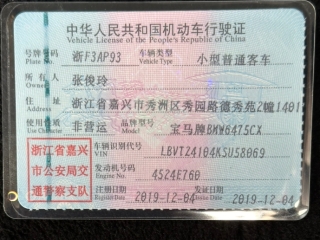 中华人民共和国机动车行驶证
Vehicle License of the People's Republic of China
号牌号码 浙F3AP93 车辆类型 小型普通客车
Plate No. Vehicle Type
所有人 张俊玲
Owner
住址 浙江省嘉兴市秀洲区秀园路德秀苑2幢1401
Address
使用性质 非营运 品牌型号 宝马牌BMW6475CX
Use Character Model
浙江省嘉兴 车辆识别代号 LBVTZ4104KSU58069
VIN
市公安局交 发动机号码 4524E760
Engine No.
通警察支队 注册日期 2019-12-04 发证日期 2019-12-04
Register Date Issue Date